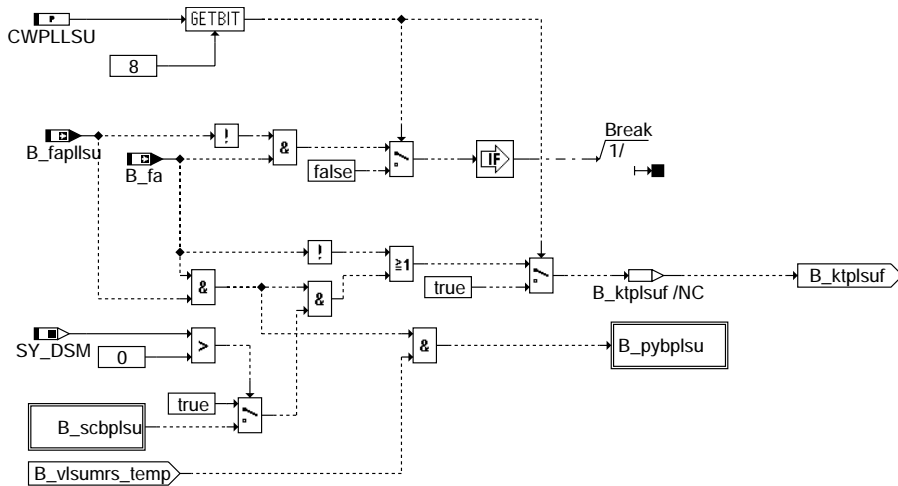 P
GETBIT
CWPLLSU
8
B_fapllsu
!
&
B_fa
false
IF
Break
1/
!
≧1
&
&
true
B_ktplsuf /NC
B_ktplsuf
SY_DSM
0
>
&
B_pybplsu
true
B_scbplsu
B_vlsumrs_temp